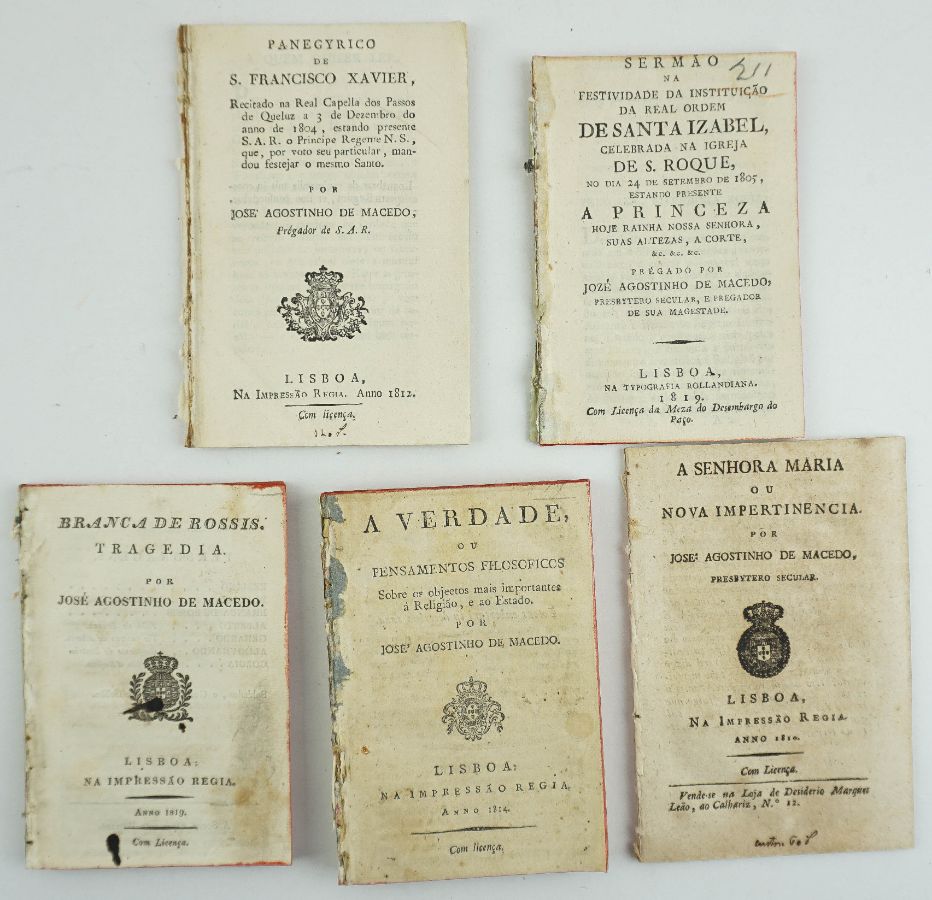 PANEGYRICO
DE
S. FRANCISCO XAVIER,
Recitado na Real Capella dos Passos
de Queluz a 3 de Dezembro do
anno de 1804, estando presente
S. A. R. o Principe Regente N. S.,
que, por voto seu particular, man-
dou festejar o mesmo Santo.
POR
JOSE' AGOSTINHO DE MACEDO,
Prégador de S. A. R.
LISBOA,
NA IMPRESSÃO REGIA. Anno 1812.
Com licença.
SERMÃO
NA
FESTIVIDADE DA INSTITUIÇÃO
DA REAL ORDEM
DE SANTA IZABEL,
CELEBRADA NA IGREJA
DE S. ROQUE,
NO DIA 24 DE SETEMBRO DE 1805,
ESTANDO PRESENTE
A PRINCEZA
HOJE RAINHA NOSSA SENHORA,
SUAS ALTEZAS, A CORTE,
&c. &c. &c.
PRÉGADO POR
JOZÉ AGOSTINHO DE MACEDO,
PRESBYTERO SECULAR, E PREGADOR
DE SUA MAGESTADE.
LISBOA,
NA TYPOGRAFIA ROLLANDIANA.
1819.
Com Licença da Meza do Desembargo do
Paço.
BRANCA DE ROSSIS.
TRAGEDIA.
POR
JOSÉ AGOSTINHO DE MACEDO.
LISBOA:
NA IMPRESSÃO REGIA.
ANNO 1819.
Com Licença.
A VERDADE,
OU
PENSAMENTOS FILOSOFICOS
Sobre os objectos mais importantes
á Religião, e ao Estado.
POR
JOSE' AGOSTINHO DE MACEDO.
LISBOA:
NA IMPRESSÃO REGIA.
ANNO 1814.
Com licença.
A SENHORA MARIA
OU
NOVA IMPERTINENCIA.
POR
JOSE' AGOSTINHO DE MACEDO,
PRESBYTERO SECULAR.
LISBOA,
NA IMPRESSÃO REGIA.
ANNO 1810.
Com Licença.
Vende-se na Loja de Desiderio Marques
Leão, ao Calhariz, N.º 12.